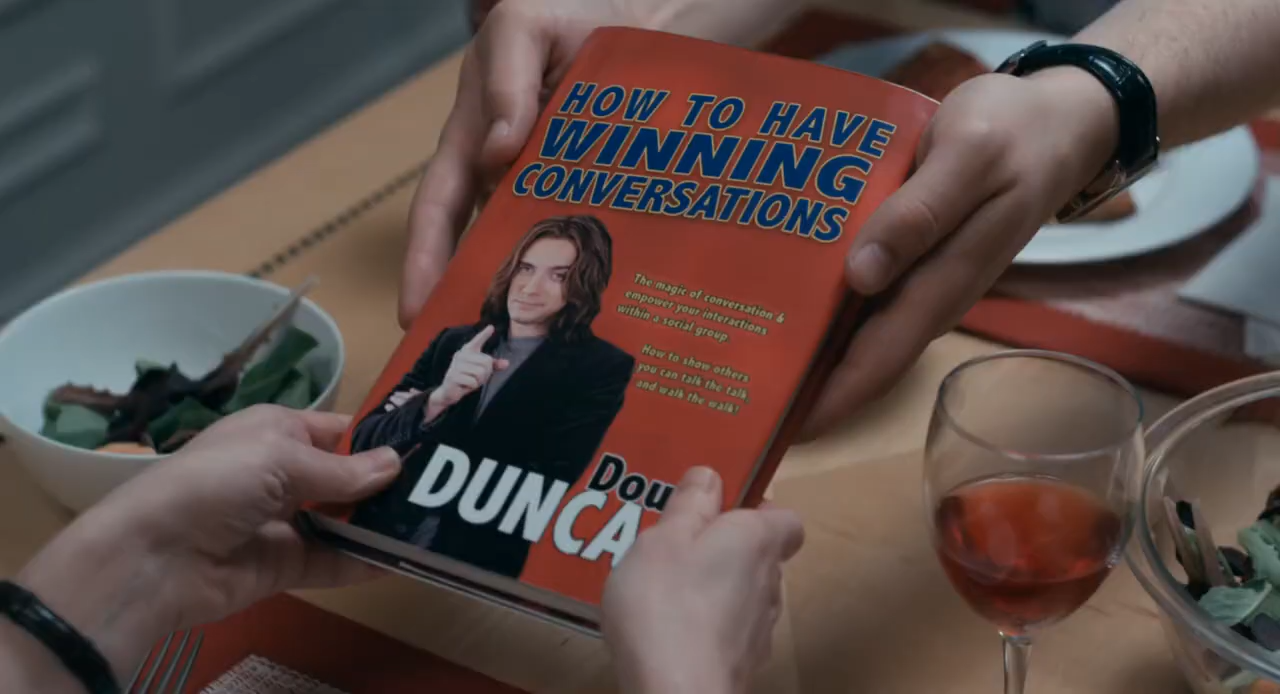 HOW TO HAVE
WINNING
CONVERSATIONS
The magic of conversation &
empower your interactions
within a social group.
How to show others
you can talk the talk,
and walk the walk!
Dou
DUNCA